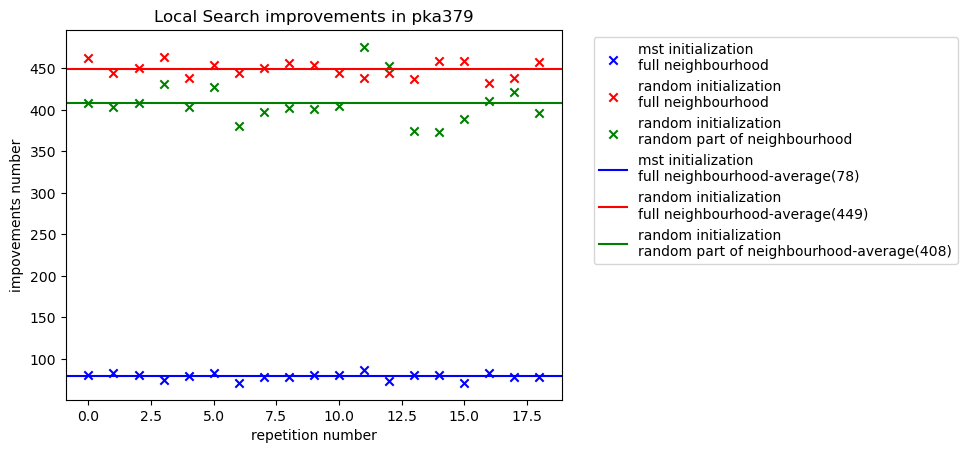 Local Search improvements in pka379
impovements number
450
400
350
300
250
200
150
100
0.0
2.5
5.0
7.5
10.0
12.5
15.0
17.5
repetition number
mst initialization
full neighbourhood
random initialization
full neighbourhood
random initialization
random part of neighbourhood
mst initialization
full neighbourhood-average(78)
random initialization
full neighbourhood-average(449)
random initialization
random part of neighbourhood-average(408)